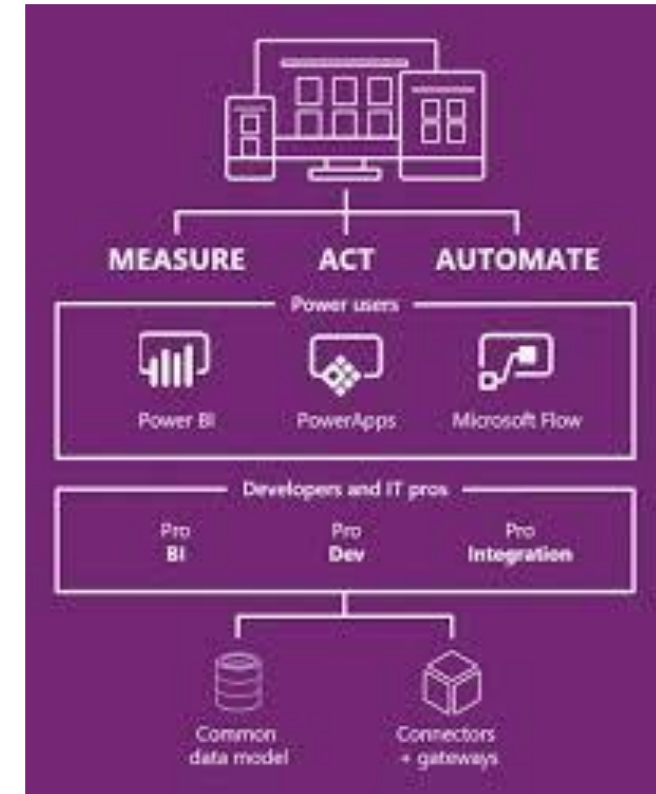 MEASURE ACT AUTOMATE
Power users
Power BI PowerApps Microsoft Flow
Developers and IT pros
Pro Pro Pro
BI Dev Integration
Common Connectors
data model + gateways